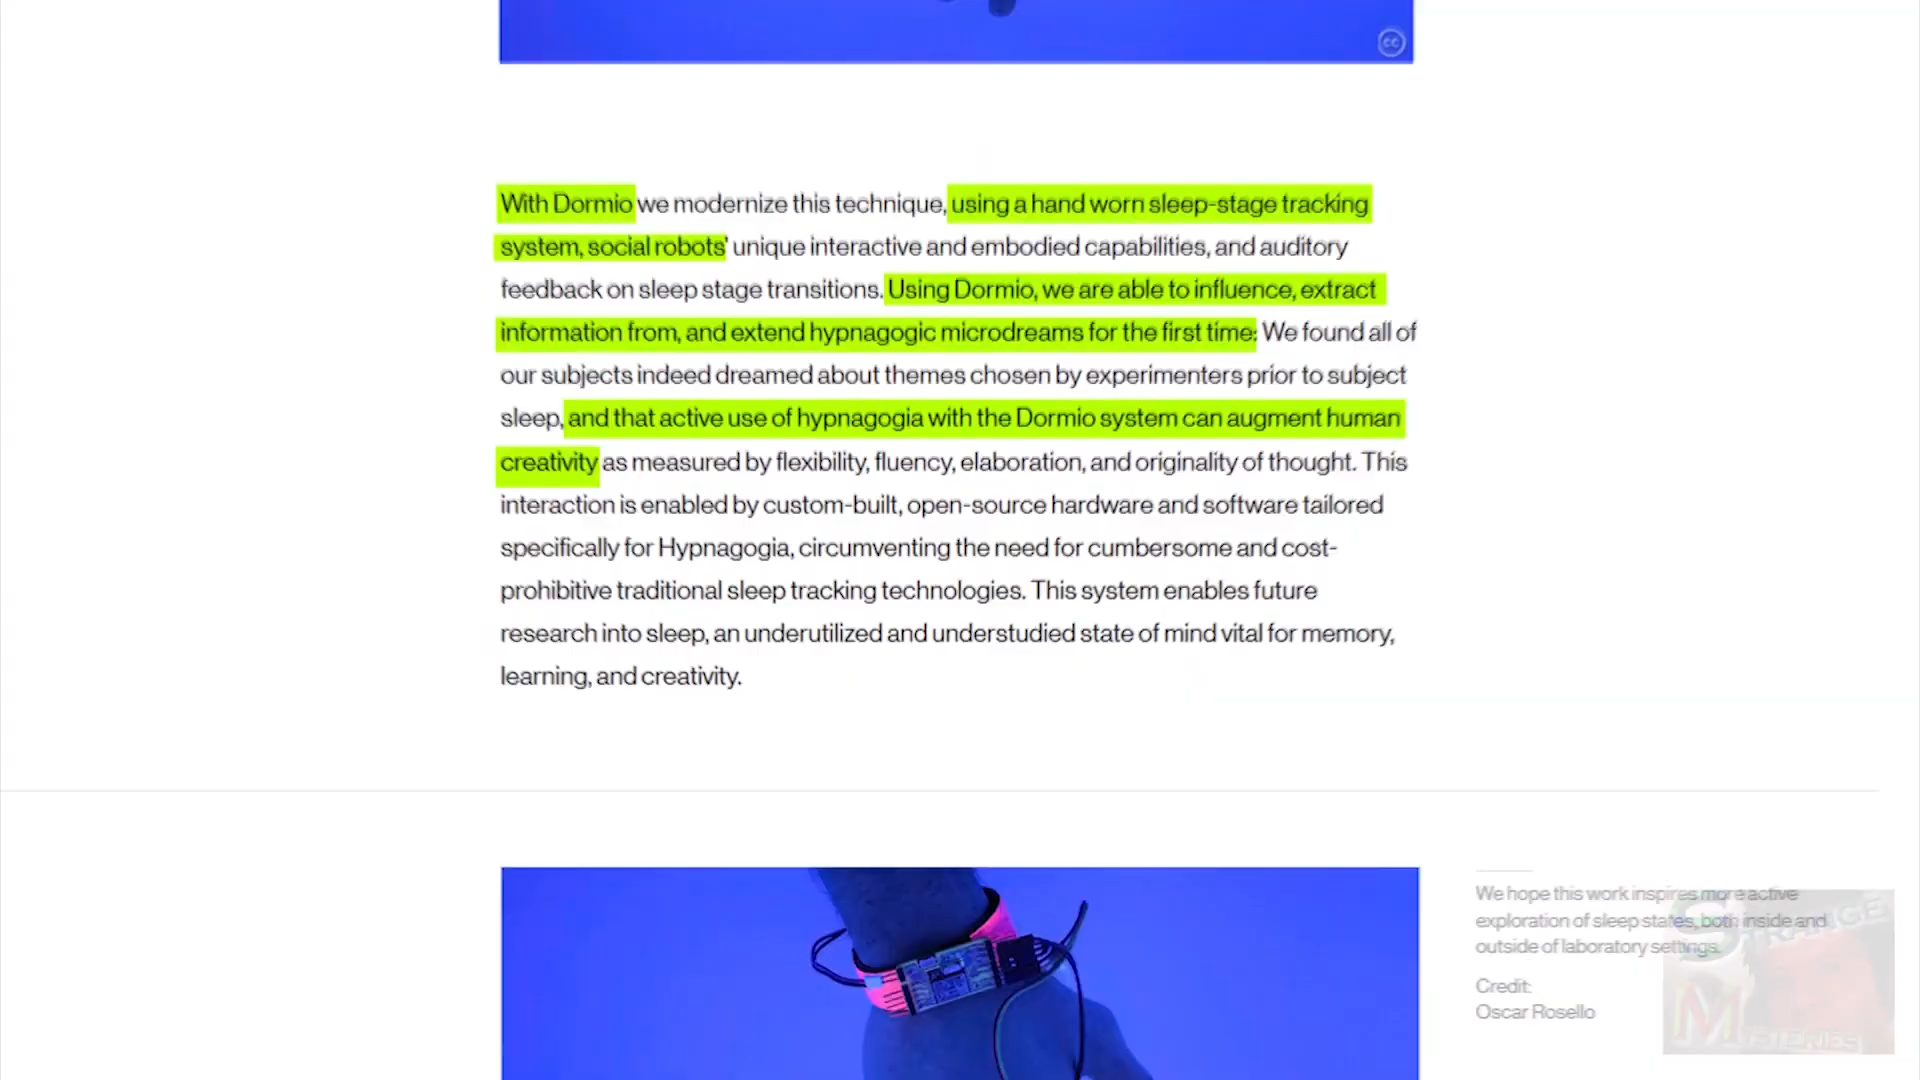 cc
With Dormio we modernize this technique, using a hand worn sleep-stage tracking
system, social robots' unique interactive and embodied capabilities, and auditory
feedback on sleep stage transitions. Using Dormio, we are able to influence, extract
information from, and extend hypnagogic microdreams for the first time. We found all of
our subjects indeed dreamed about themes chosen by experimenters prior to subject
sleep, and that active use of hypnagogia with the Dormio system can augment human
creativity as measured by flexibility, fluency, elaboration, and originality of thought. This
interaction is enabled by custom-built, open-source hardware and software tailored
specifically for Hypnagogia, circumventing the need for cumbersome and cost-
prohibitive traditional sleep tracking technologies. This system enables future
research into sleep, an underutilized and understudied state of mind vital for memory,
learning, and creativity.
We hope this work inspires more active
exploration of sleep states, both inside and
outside of laboratory settings.
Credit:
Oscar Rosello
STRANGE
MYSTERIES